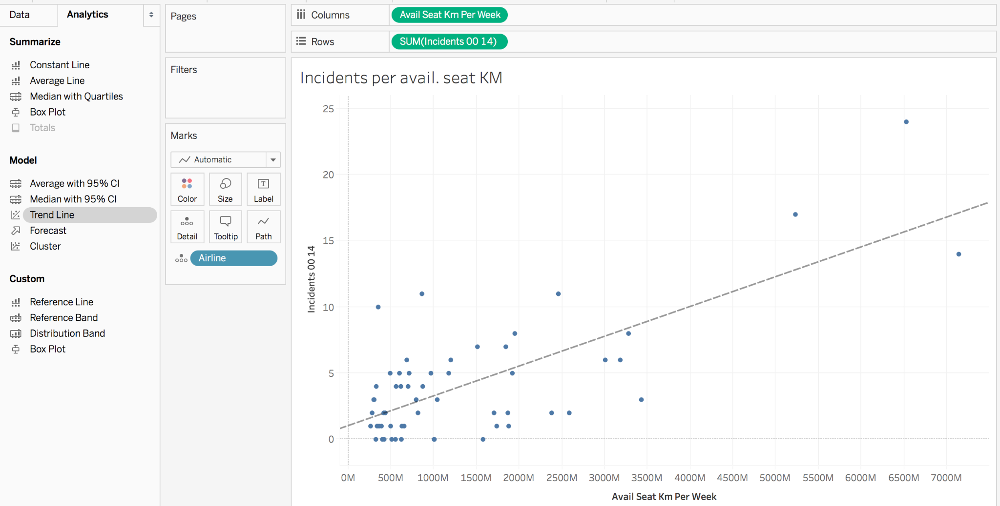 Data
Analytics
Summarize
Constant Line
Average Line
Median with Quartiles
Box Plot
Totals
Model
Average with 95% CI
Median with 95% CI
Trend Line
Forecast
Cluster
Custom
Reference Line
Reference Band
Distribution Band
Box Plot
Pages
Filters
Marks
Automatic
Color
Size
Label
Detail
Tooltip
Path
Airline
Columns
Avail Seat Km Per Week
Rows
SUM(Incidents 00 14)
Incidents per avail. seat KM
25
20
15
10
5
0
Incidents 00 14
0M 500M 1000M 1500M 2000M 2500M 3000M 3500M 4000M 4500M 5000M 5500M 6000M 6500M 7000M
Avail Seat Km Per Week